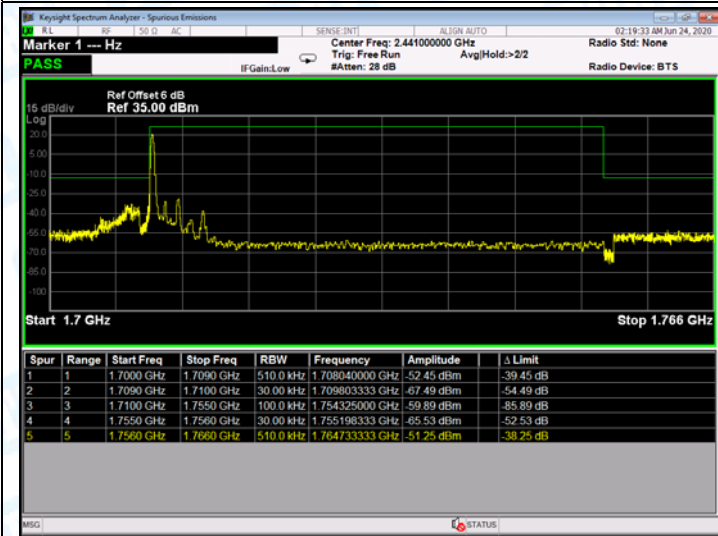 Keysight Spectrum Analyzer - Spurious Emissions
RL RF 50 Ω AC SENSE:INT ALIGN AUTO 02:19:33 AM Jun 24, 2020
Marker 1 --- Hz Center Freq: 2.441000000 GHz Radio Std: None
Trig: Free Run Avg|Hold:>2/2
PASS IFGain:Low #Atten: 28 dB Radio Device: BTS
Ref Offset 6 dB
15 dB/div Ref 35.00 dBm
Log
20.0
5.00
-10.0
-25.0
-40.0
-55.0
-70.0
-85.0
-100
Start 1.7 GHz Stop 1.766 GHz
Spur Range Start Freq Stop Freq RBW Frequency Amplitude Δ Limit
1 1 1.7000 GHz 1.7090 GHz 510.0 kHz 1.708040000 GHz -52.45 dBm -39.45 dB
2 2 1.7090 GHz 1.7100 GHz 30.00 kHz 1.709803333 GHz -67.49 dBm -54.49 dB
3 3 1.7100 GHz 1.7550 GHz 100.0 kHz 1.754325000 GHz -59.89 dBm -85.89 dB
4 4 1.7550 GHz 1.7560 GHz 30.00 kHz 1.755198333 GHz -65.53 dBm -52.53 dB
5 5 1.7560 GHz 1.7660 GHz 510.0 kHz 1.764733333 GHz -51.25 dBm -38.25 dB
MSG STATUS